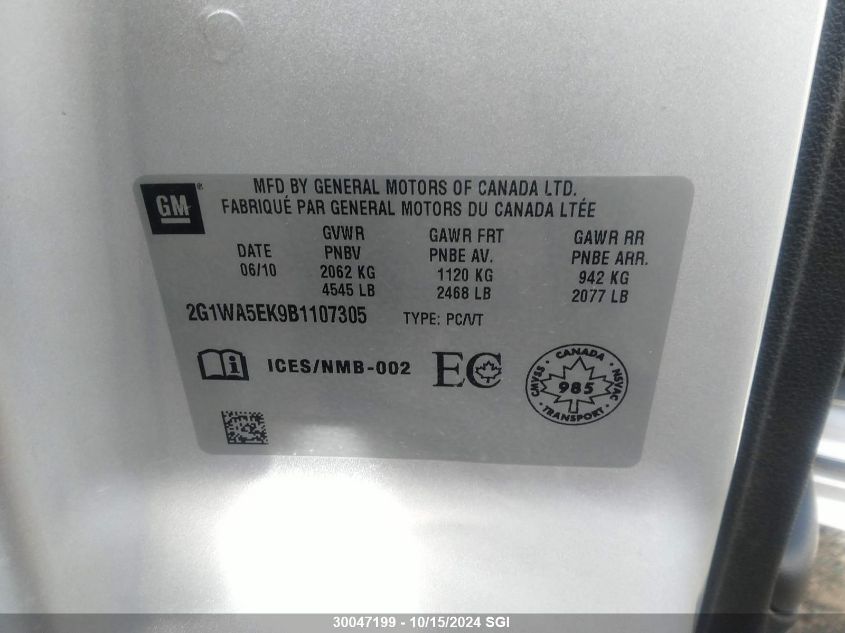 GM®
MFD BY GENERAL MOTORS OF CANADA LTD.
FABRIQUÉ PAR GENERAL MOTORS DU CANADA LTÉE
DATE
06/10
GVWR
PNBV
2062 KG
4545 LB
GAWR FRT
PNBE AV.
1120 KG
2468 LB
GAWR RR
PNBE ARR.
942 KG
2077 LB
2G1WA5EK9B1107305 TYPE: PC/VT
i ICES/NMB-002 EC
CANADA
CMVSS 985 NSVAC
TRANSPORT
30047199 - 10/15/2024 SGI